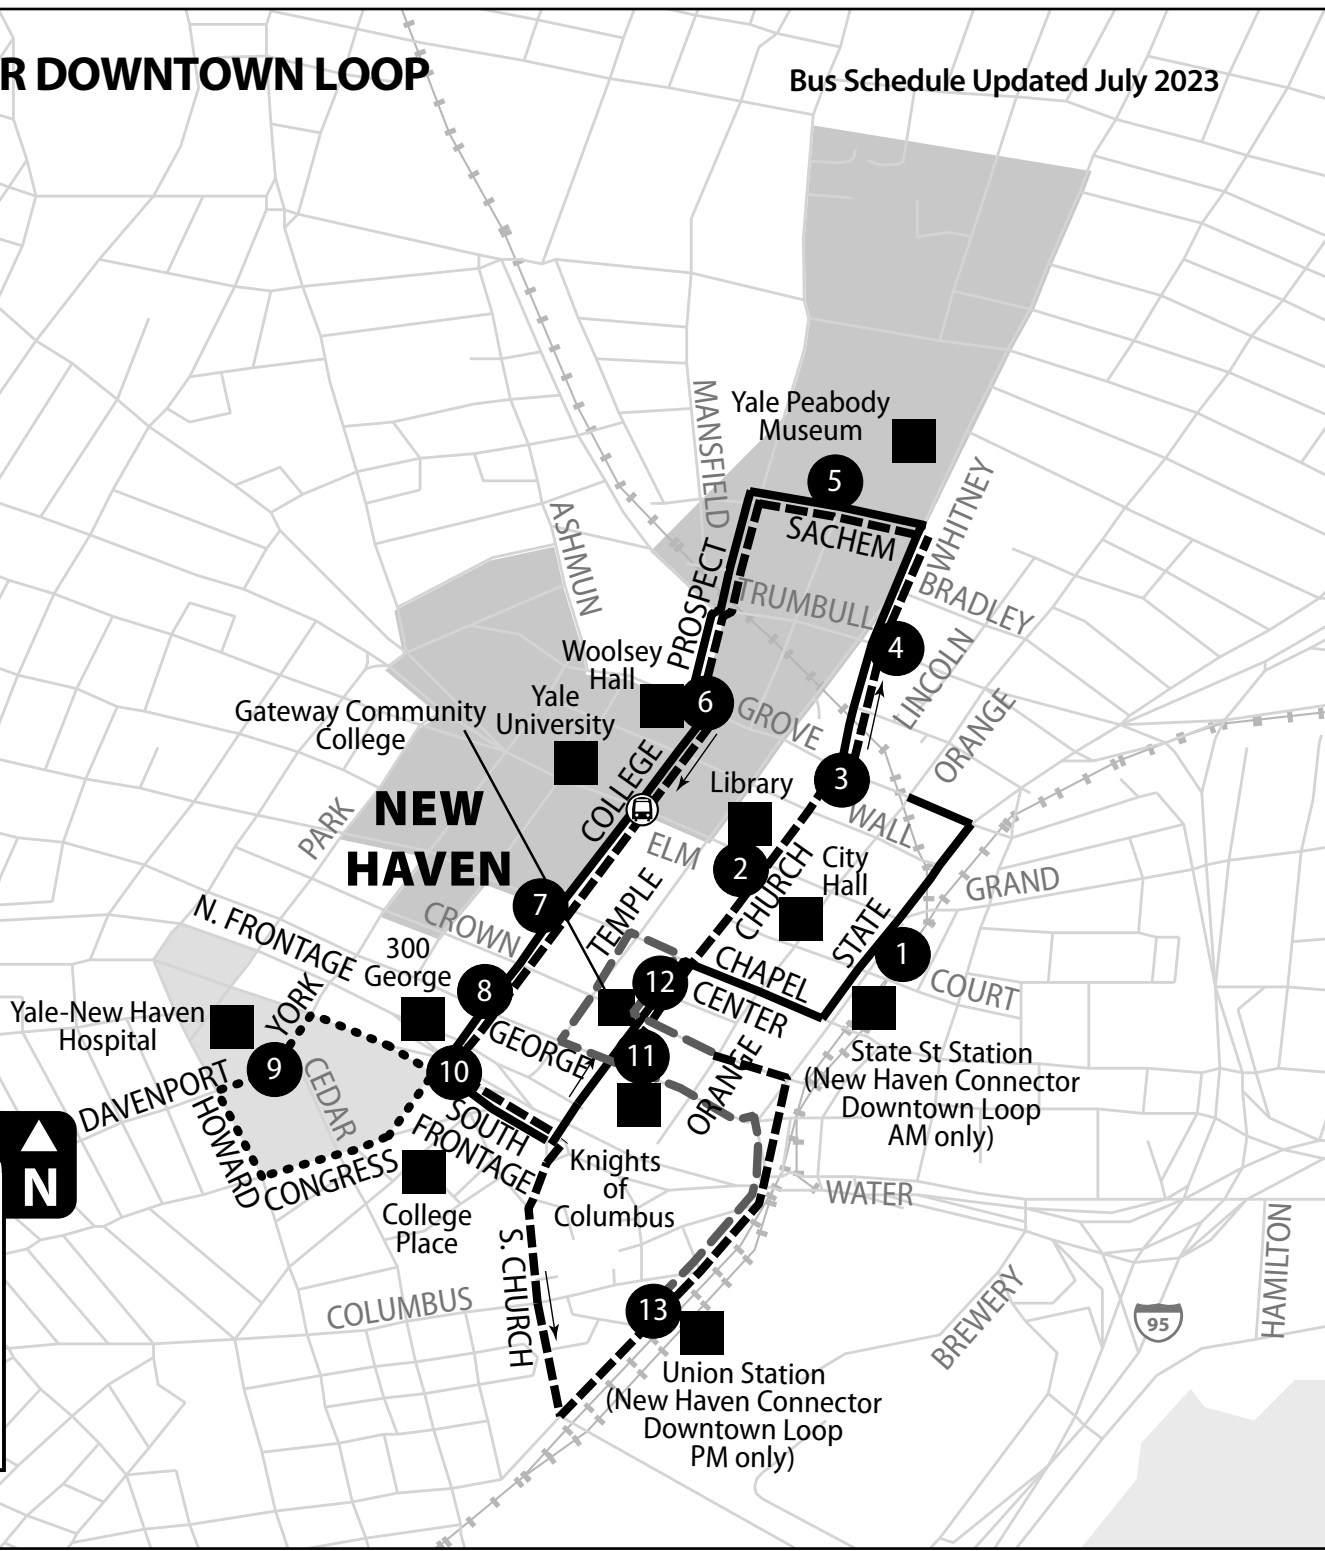 R DOWNTOWN LOOP
Bus Schedule Updated July 2023
MANSFIELD
Yale Peabody
Museum
5
SACHEM
WHITNEY
ASHMUN
PROSPECT
TRUMBULL
BRADLEY
4
LINCOLN
Woolsey
Hall
6
GROVE
ORANGE
Yale
University
Gateway Community
College
COLLEGE
Library
3
WALL
PARK
NEW
HAVEN
ELM
2
CHURCH
City
Hall
GRAND
7
CROWN
TEMPLE
STATE
1
COURT
N. FRONTAGE
300
George
8
12
CHAPEL
CENTER
Yale-New Haven
Hospital
YORK
GEORGE
11
ORANGE
State St Station
(New Haven Connector
Downtown Loop
AM only)
9
CEDAR
10
DAVENPORT
HOWARD
SOUTH
FRONTAGE
CONGRESS
N
College
Place
Knights
of
Columbus
WATER
S. CHURCH
COLUMBUS
13
Union Station
(New Haven Connector
Downtown Loop
PM only)
BREWERY
95
HAMILTON